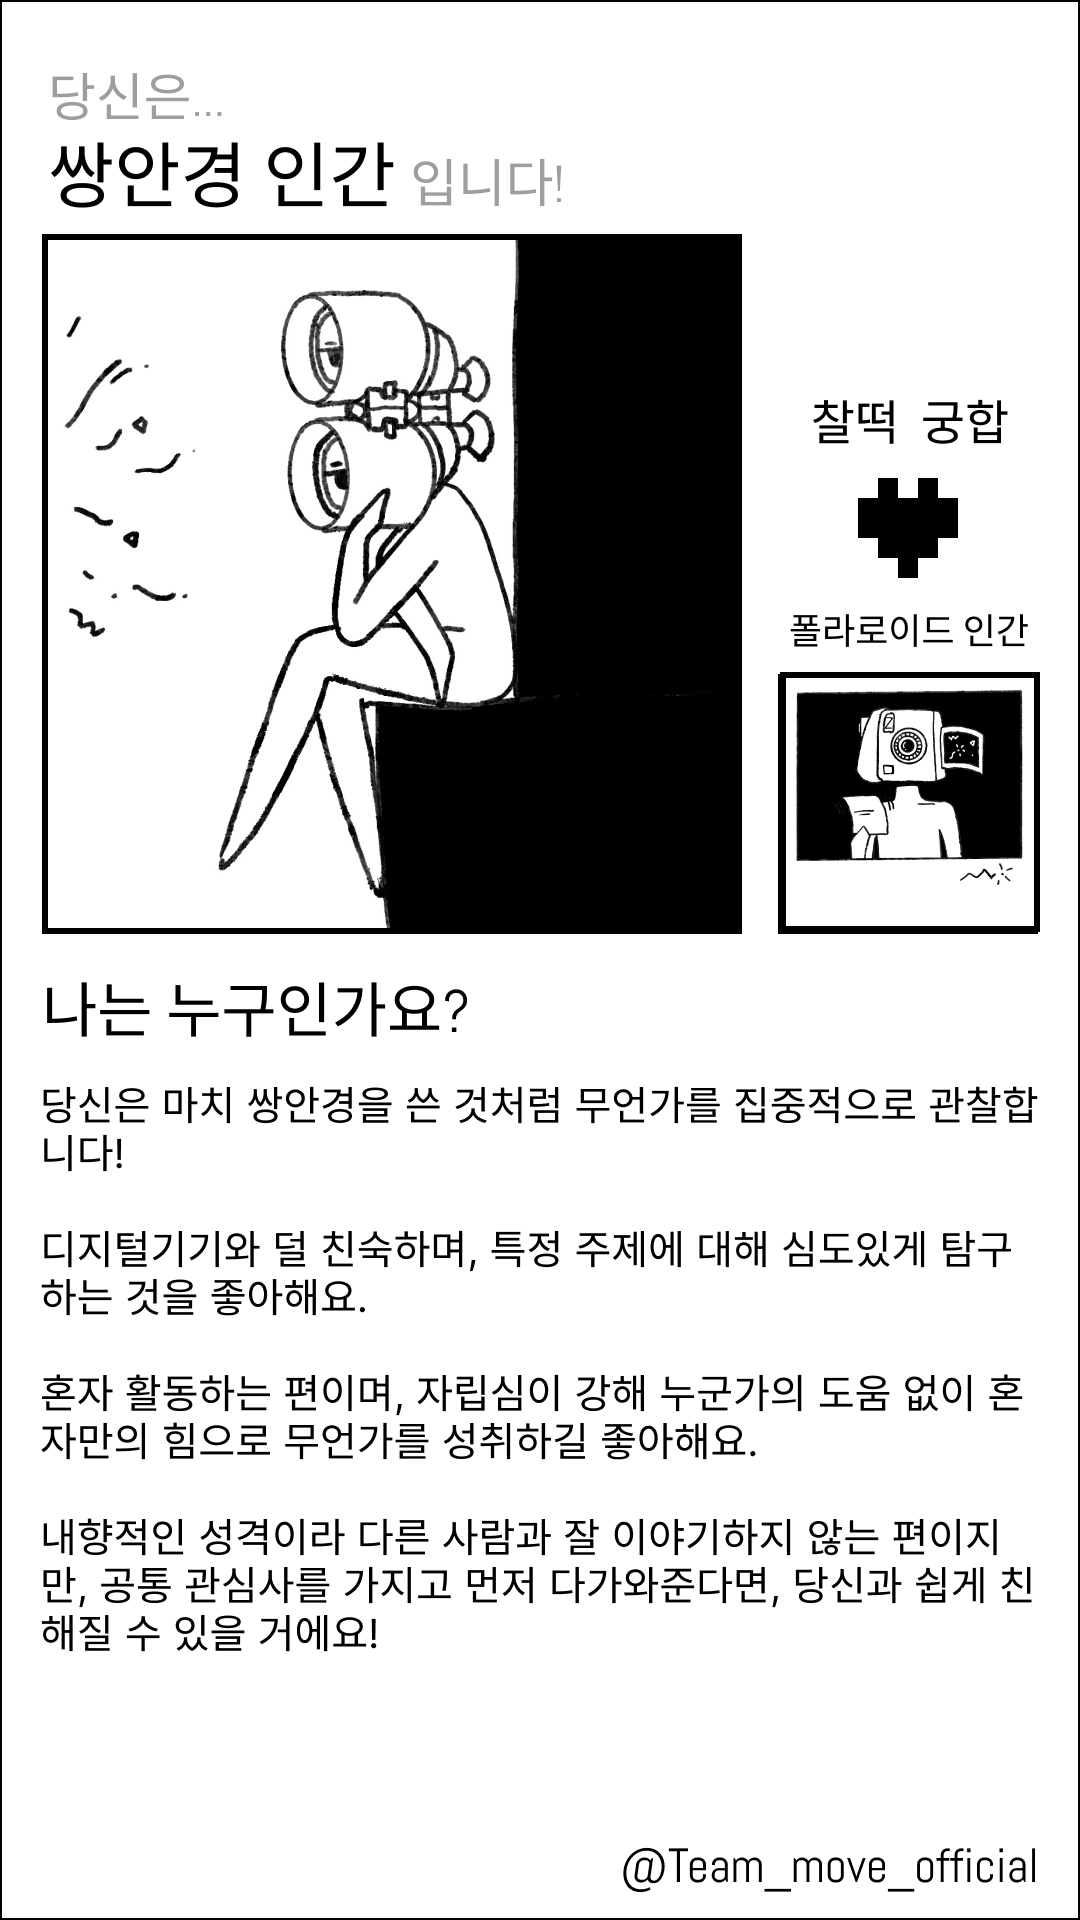 당신은...
쌍안경 인간 입니다!
찰떡 궁합
폴라로이드 인간
나는 누구인가요?
당신은 마치 쌍안경을 쓴 것처럼 무언가를 집중적으로 관찰합
니다!
디지털기기와 덜 친숙하며, 특정 주제에 대해 심도있게 탐구
하는 것을 좋아해요.
혼자 활동하는 편이며, 자립심이 강해 누군가의 도움 없이 혼
자만의 힘으로 무언가를 성취하길 좋아해요.
내향적인 성격이라 다른 사람과 잘 이야기하지 않는 편이지
만, 공통 관심사를 가지고 먼저 다가와준다면, 당신과 쉽게 친
해질 수 있을 거에요!
@Team_move_official